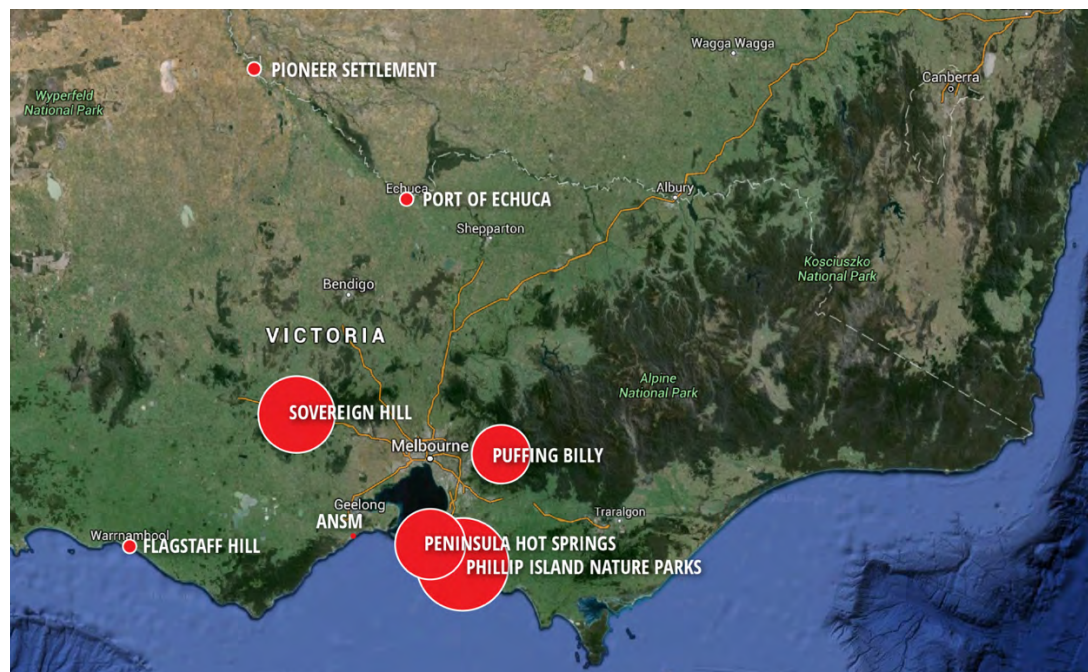 Wagga Wagga
PIONEER SETTLEMENT
Canberra
Wyperfeld
National Park
Echuca
PORT OF ECHUCA
Albury
Shepparton
Kosciuszko
National Park
Bendigo
VICTORIA
Alpine
National Park
SOVEREIGN HILL
Melbourne
PUFFING BILLY
Geelong
ANSM
Traralgon
Warrnambool
FLAGSTAFF HILL
PENINSULA HOT SPRINGS
PHILLIP ISLAND NATURE PARKS